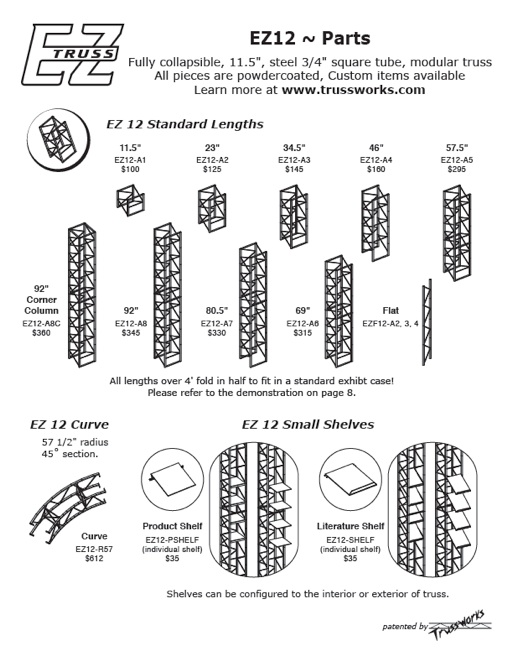 EZ TRUSS
EZ12 ~ Parts
Fully collapsible, 11.5", steel 3/4" square tube, modular truss
All pieces are powdercoated, Custom items available
Learn more at www.trussworks.com
EZ 12 Standard Lengths
11.5"
EZ12-A1
$100
23"
EZ12-A2
$125
34.5"
EZ12-A3
$145
46"
EZ12-A4
$160
57.5"
EZ12-A5
$295
92"
Corner
Column
EZ12-A8C
$360
92"
EZ12-A8
$345
80.5"
EZ12-A7
$330
69"
EZ12-A6
$315
Flat
EZF12-A2, 3, 4
All lengths over 4' fold in half to fit in a standard exhibt case!
Please refer to the demonstration on page 8.
EZ 12 Curve
57 1/2" radius
45° section.
Curve
EZ12-R57
$612
EZ 12 Small Shelves
Product Shelf
EZ12-PSHELF
(individual shelf)
$35
Literature Shelf
EZ12-SHELF
(individual shelf)
$35
Shelves can be configured to the interior or exterior of truss.
patented by Trussworks